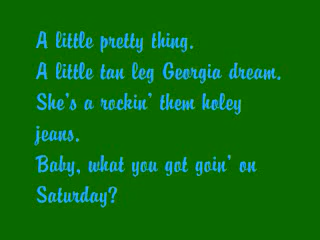 A little pretty thing.
A little tan leg Georgia dream.
She's a rockin' them holey
jeans.
Baby, what you got goin' on
Saturday?